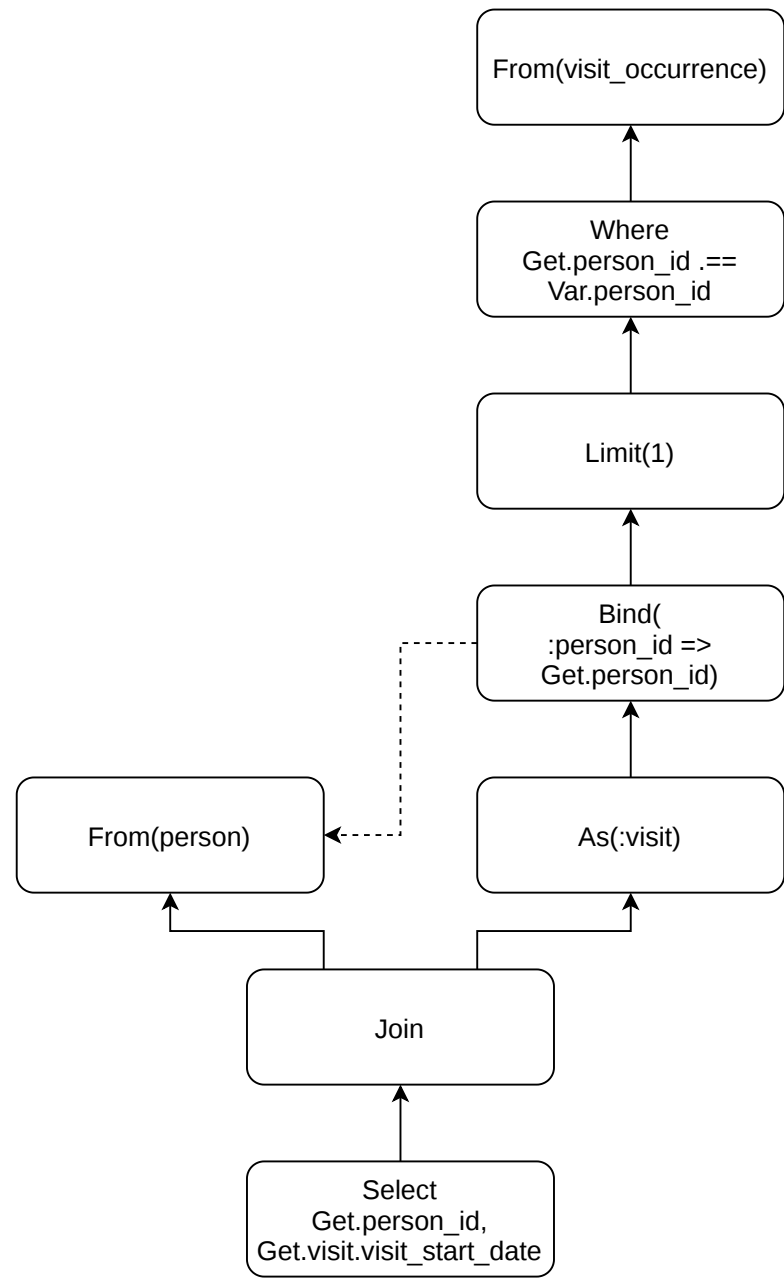 From(visit_occurrence)
Where
Get.person_id .==
Var.person_id
Limit(1)
Bind(
:person_id =>
Get.person_id)
From(person)
As(:visit)
Join
Select
Get.person_id,
Get.visit.visit_start_date